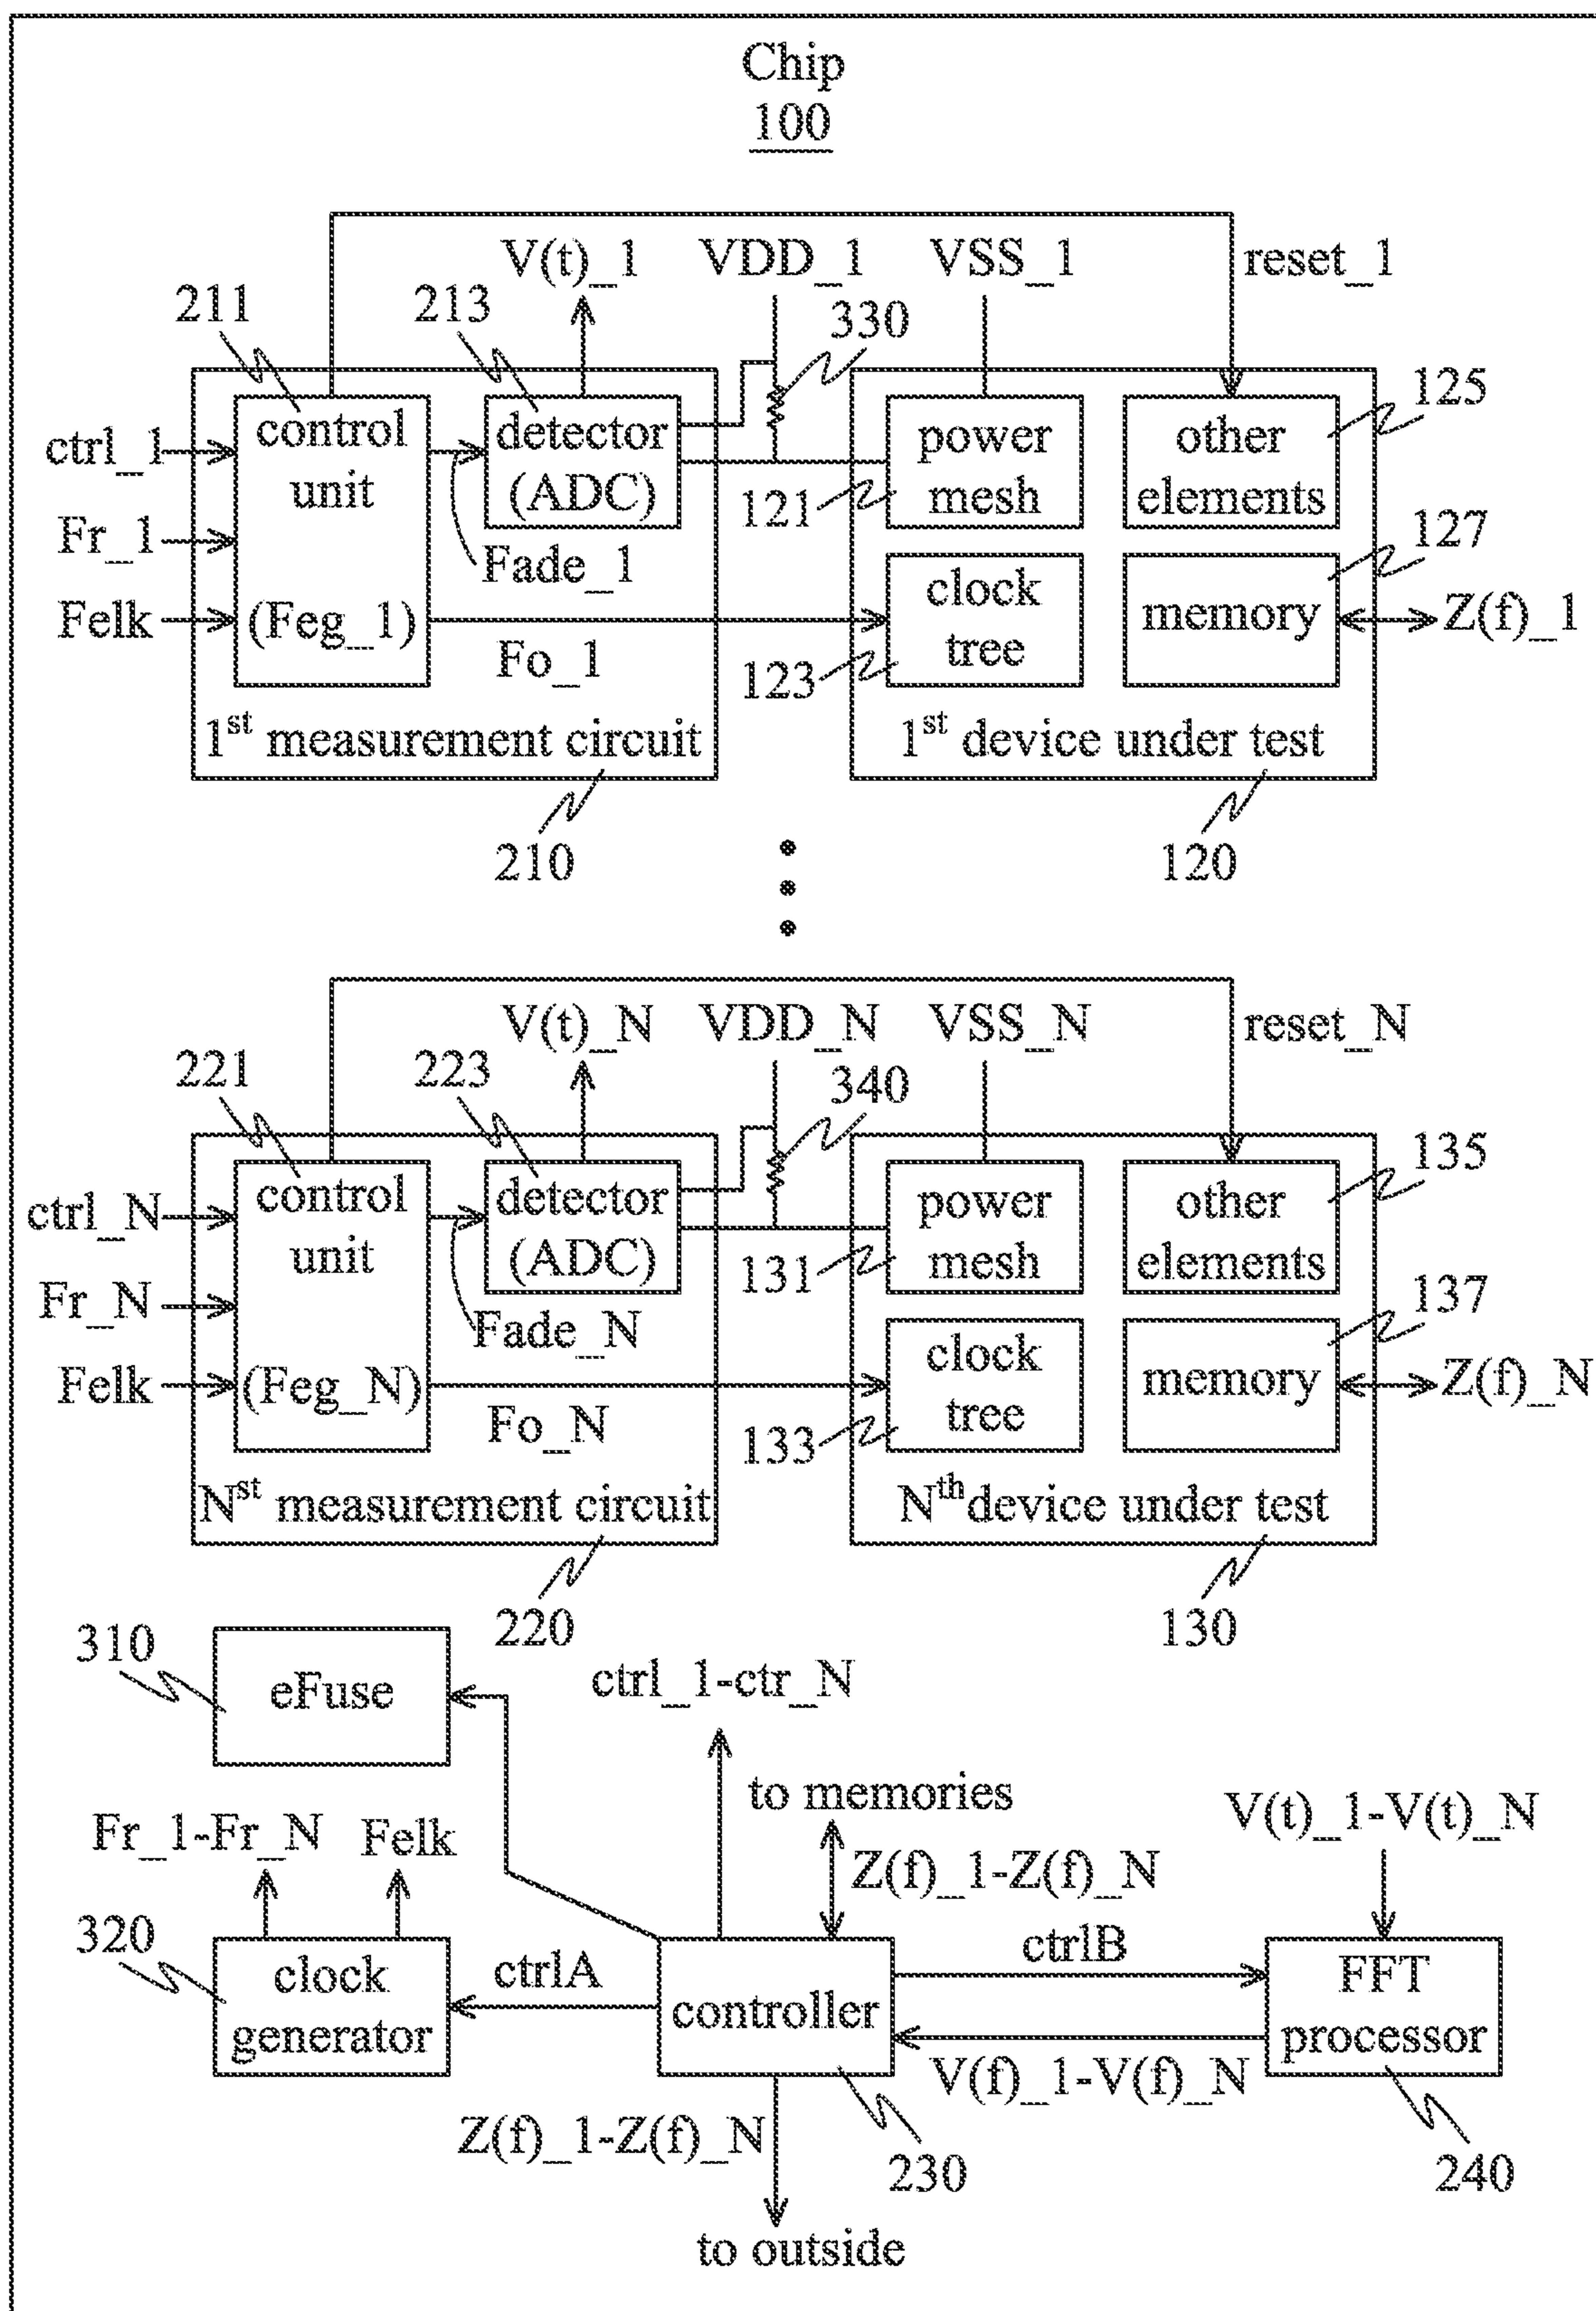 Chip
100
V(t)_1
VDD_1
VSS_1
reset_1
211
213
330
125
ctrl_1
control
unit
detector
(ADC)
power
mesh
other
elements
121
Fr_1
Fade_1
127
Felk
(Feg_1)
Fo_1
clock
tree
123
memory
Z(f)_1
1st measurement circuit
1st device under test
210
120
V(t)_N
VDD_N
VSS_N
reset_N
221
223
340
135
ctrl_N
control
unit
detector
(ADC)
power
mesh
other
elements
131
Fr_N
Fade_N
137
Felk
(Feg_N)
Fo_N
clock
tree
133
memory
Z(f)_N
Nst measurement circuit
Nth device under test
220
130
310
eFuse
ctrl_1-ctr_N
to memories
V(t)_1-V(t)_N
Fr_1-Fr_N
Felk
Z(f)_1-Z(f)_N
320
clock
generator
ctrlA
controller
ctrlB
FFT
processor
V(f)_1-V(f)_N
Z(f)_1-Z(f)_N
230
240
to outside